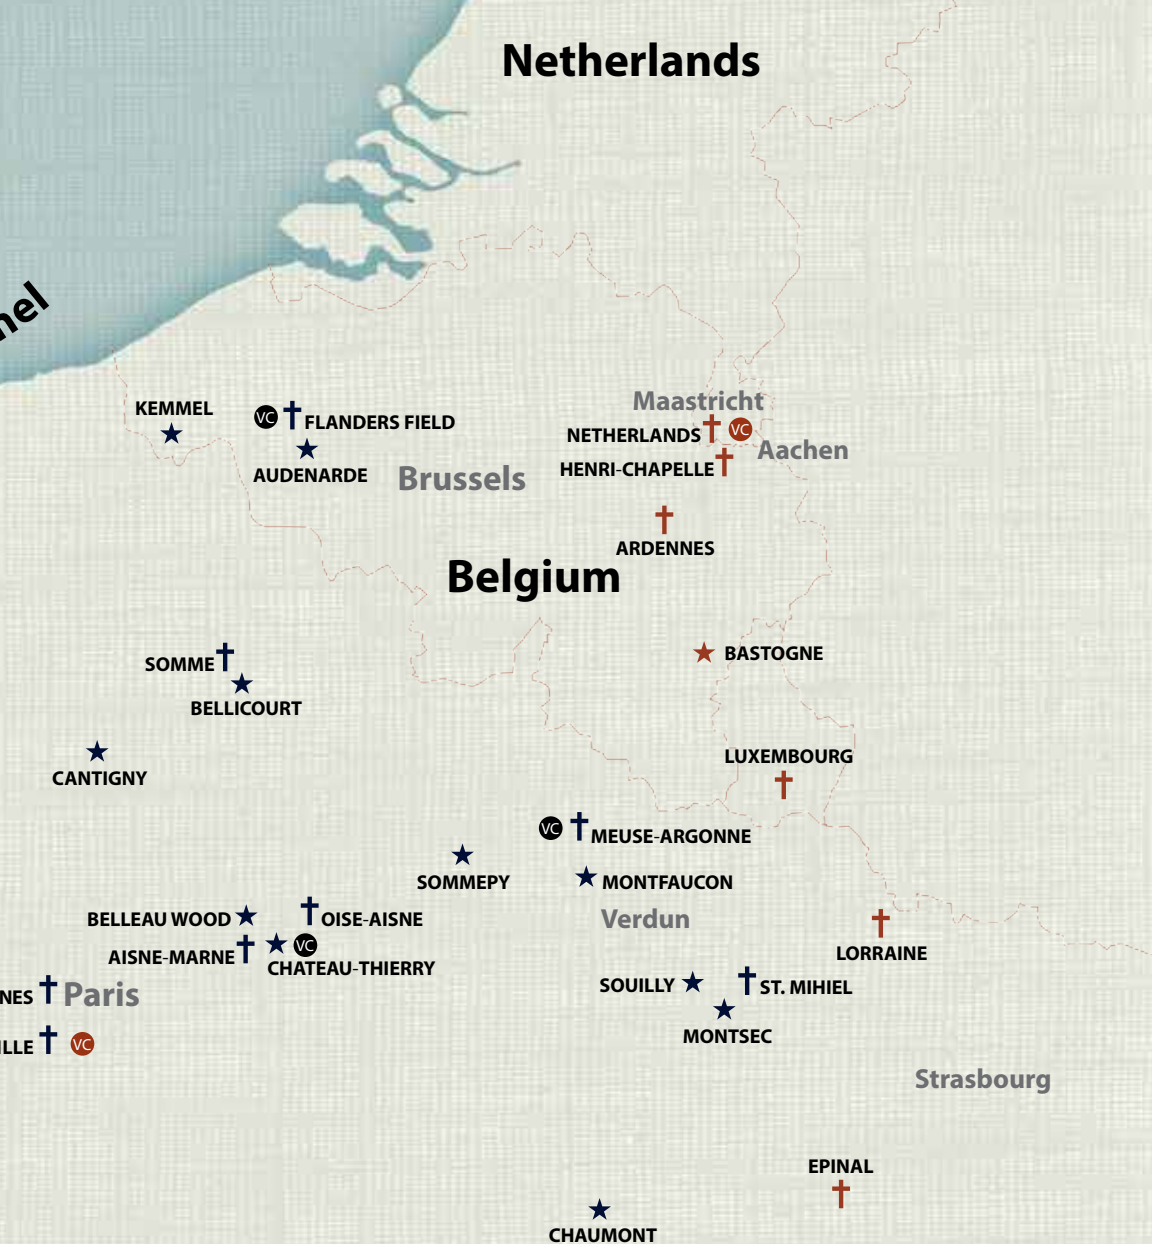 Netherlands
nel
KEMMEL
VC
FLANDERS FIELD
AUDENARDE
Brussels
Maastricht
NETHERLANDS
VC
Aachen
HENRI-CHAPELLE
ARDENNES
Belgium
SOMME
BELLICOURT
BASTOGNE
CANTIGNY
LUXEMBOURG
VC
MEUSE-ARGONNE
SOMMEPY
MONTFAUCON
BELLEAU WOOD
OISE-AISNE
Verdun
AISNE-MARNE
VC
CHATEAU-THIERRY
LORRAINE
NES
Paris
SOUILLY
ST. MIHIEL
MONTSEC
ILLE
VC
Strasbourg
EPINAL
CHAUMONT